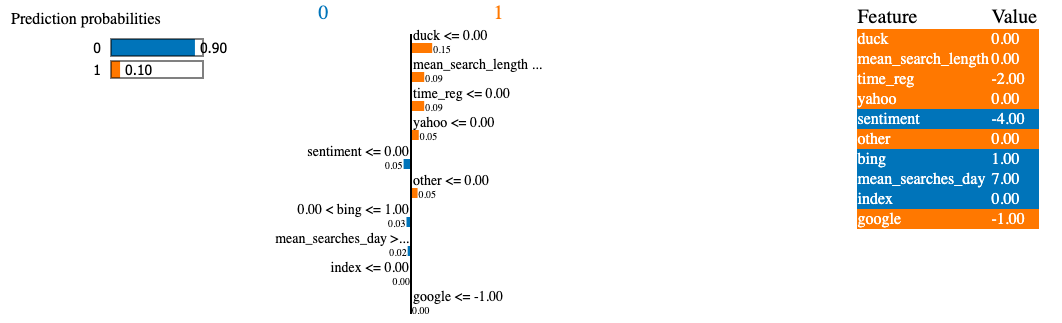 Prediction probabilities
0 0.90
1 0.10
0 1
duck <= 0.00
0.15
mean_search_length ...
0.09
time_reg <= 0.00
0.09
yahoo <= 0.00
0.05
sentiment <= 0.00
0.05
other <= 0.00
0.05
0.00 < bing <= 1.00
0.03
mean_searches_day >...
0.02
index <= 0.00
0.00
google <= -1.00
0.00
Feature Value
duck 0.00
mean_search_length 0.00
time_reg -2.00
yahoo 0.00
sentiment -4.00
other 0.00
bing 1.00
mean_searches_day 7.00
index 0.00
google -1.00